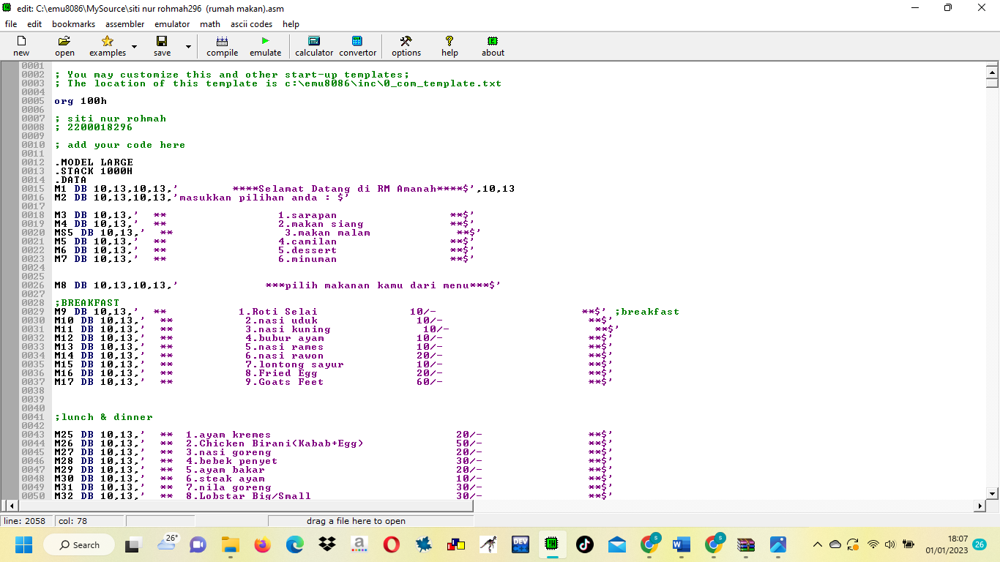 edit: C:\emu8086\MySource\siti nur rohmah296 (rumah makan).asm
file edit bookmarks assembler emulator math ascii codes help
new open examples save compile emulate calculator convertor options help about
0001
0002 ; You may customize this and other start-up templates;
0003 ; The location of this template is c:\emu8086\inc\0_com_template.txt
0004
0005 org 100h
0006
0007 ; siti nur rohmah
0008 ; 2200018296
0009
0010 ; add your code here
0011
0012 .MODEL LARGE
0013 .STACK 1000H
0014 .DATA
0015 M1 DB 10,13,10,13,' ****Selamat Datang di RM Amanah****$',10,13
0016 M2 DB 10,13,10,13,'masukkan pilihan anda : $'
0017
0018 M3 DB 10,13,' ** 1.sarapan **$'
0019 M4 DB 10,13,' ** 2.makan siang **$'
0020 MS5 DB 10,13,' ** 3.makan malam **$'
0021 M5 DB 10,13,' ** 4.camilan **$'
0022 M6 DB 10,13,' ** 5.dessert **$'
0023 M7 DB 10,13,' ** 6.minuman **$'
0024
0025
0026 M8 DB 10,13,10,13,' ***pilih makanan kamu dari menu***$'
0027
0028 ;BREAKFAST
0029 M9 DB 10,13,' ** 1.Roti Selai 10/- **$' ;breakfast
0030 M10 DB 10,13,' ** 2.nasi uduk 10/- **$'
0031 M11 DB 10,13,' ** 3.nasi kuning 10/- **$'
0032 M12 DB 10,13,' ** 4.bubur ayam 10/- **$'
0033 M13 DB 10,13,' ** 5.nasi rames 10/- **$'
0034 M14 DB 10,13,' ** 6.nasi rawon 20/- **$'
0035 M15 DB 10,13,' ** 7.lontong sayur 10/- **$'
0036 M16 DB 10,13,' ** 8.Fried Egg 20/- **$'
0037 M17 DB 10,13,' ** 9.Goats Feet 60/- **$'
0038
0039
0040
0041 ;lunch & dinner
0042
0043 M25 DB 10,13,' ** 1.ayam kremes 20/- **$'
0044 M26 DB 10,13,' ** 2.Chicken Birani(Kabab+Egg) 50/- **$'
0045 M27 DB 10,13,' ** 3.nasi goreng 20/- **$'
0046 M28 DB 10,13,' ** 4.bebek penyet 30/- **$'
0047 M29 DB 10,13,' ** 5.ayam bakar 20/- **$'
0048 M30 DB 10,13,' ** 6.steak ayam 10/- **$'
0049 M31 DB 10,13,' ** 7.nila goreng 30/- **$'
0050 M32 DB 10,13,' ** 8.Lobstar Big/Small 30/- **$'
line: 2058 col: 78 drag a file here to open
Search 26° a DEV S S 18:07
01/01/2023 26